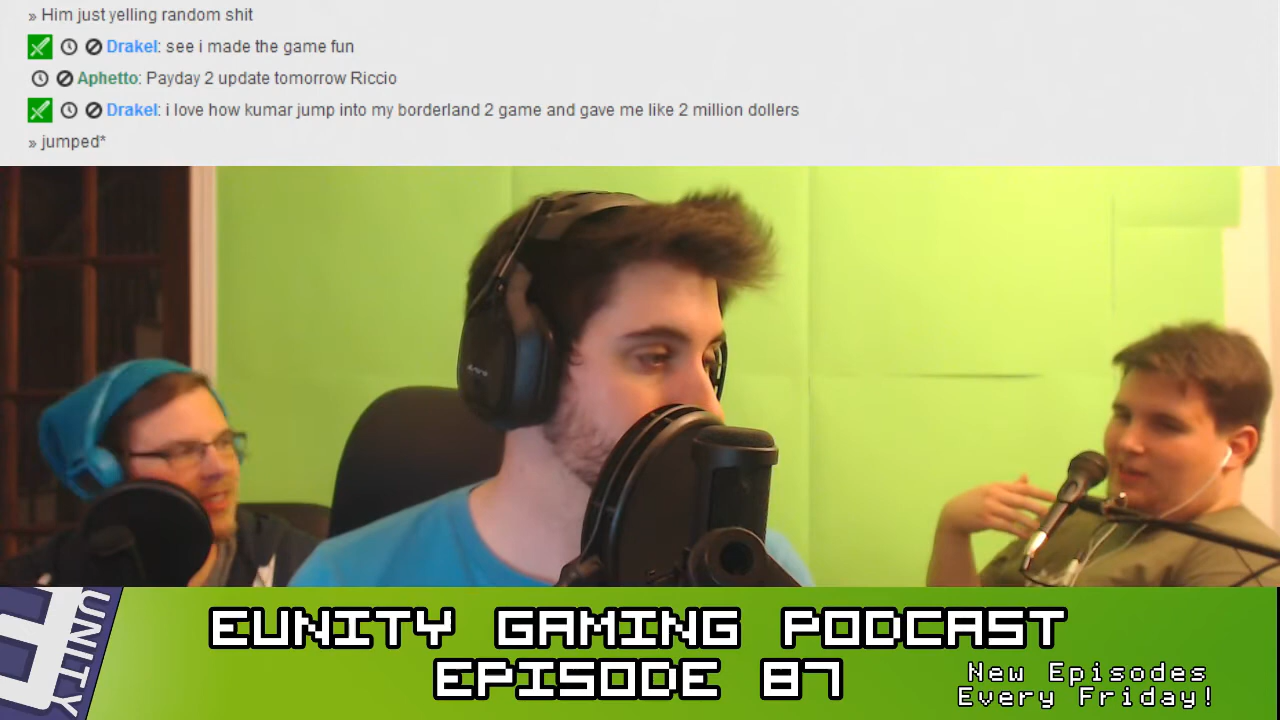 » Him just yelling random shit
Drakel: see i made the game fun
Aphetto: Payday 2 update tomorrow Riccio
Drakel: i love how kumar jump into my borderland 2 game and gave me like 2 million dollers
» jumped*
EUNITY GAMING PODCAST
EPISODE 87
New Episodes
Every Friday!
E
UNITY